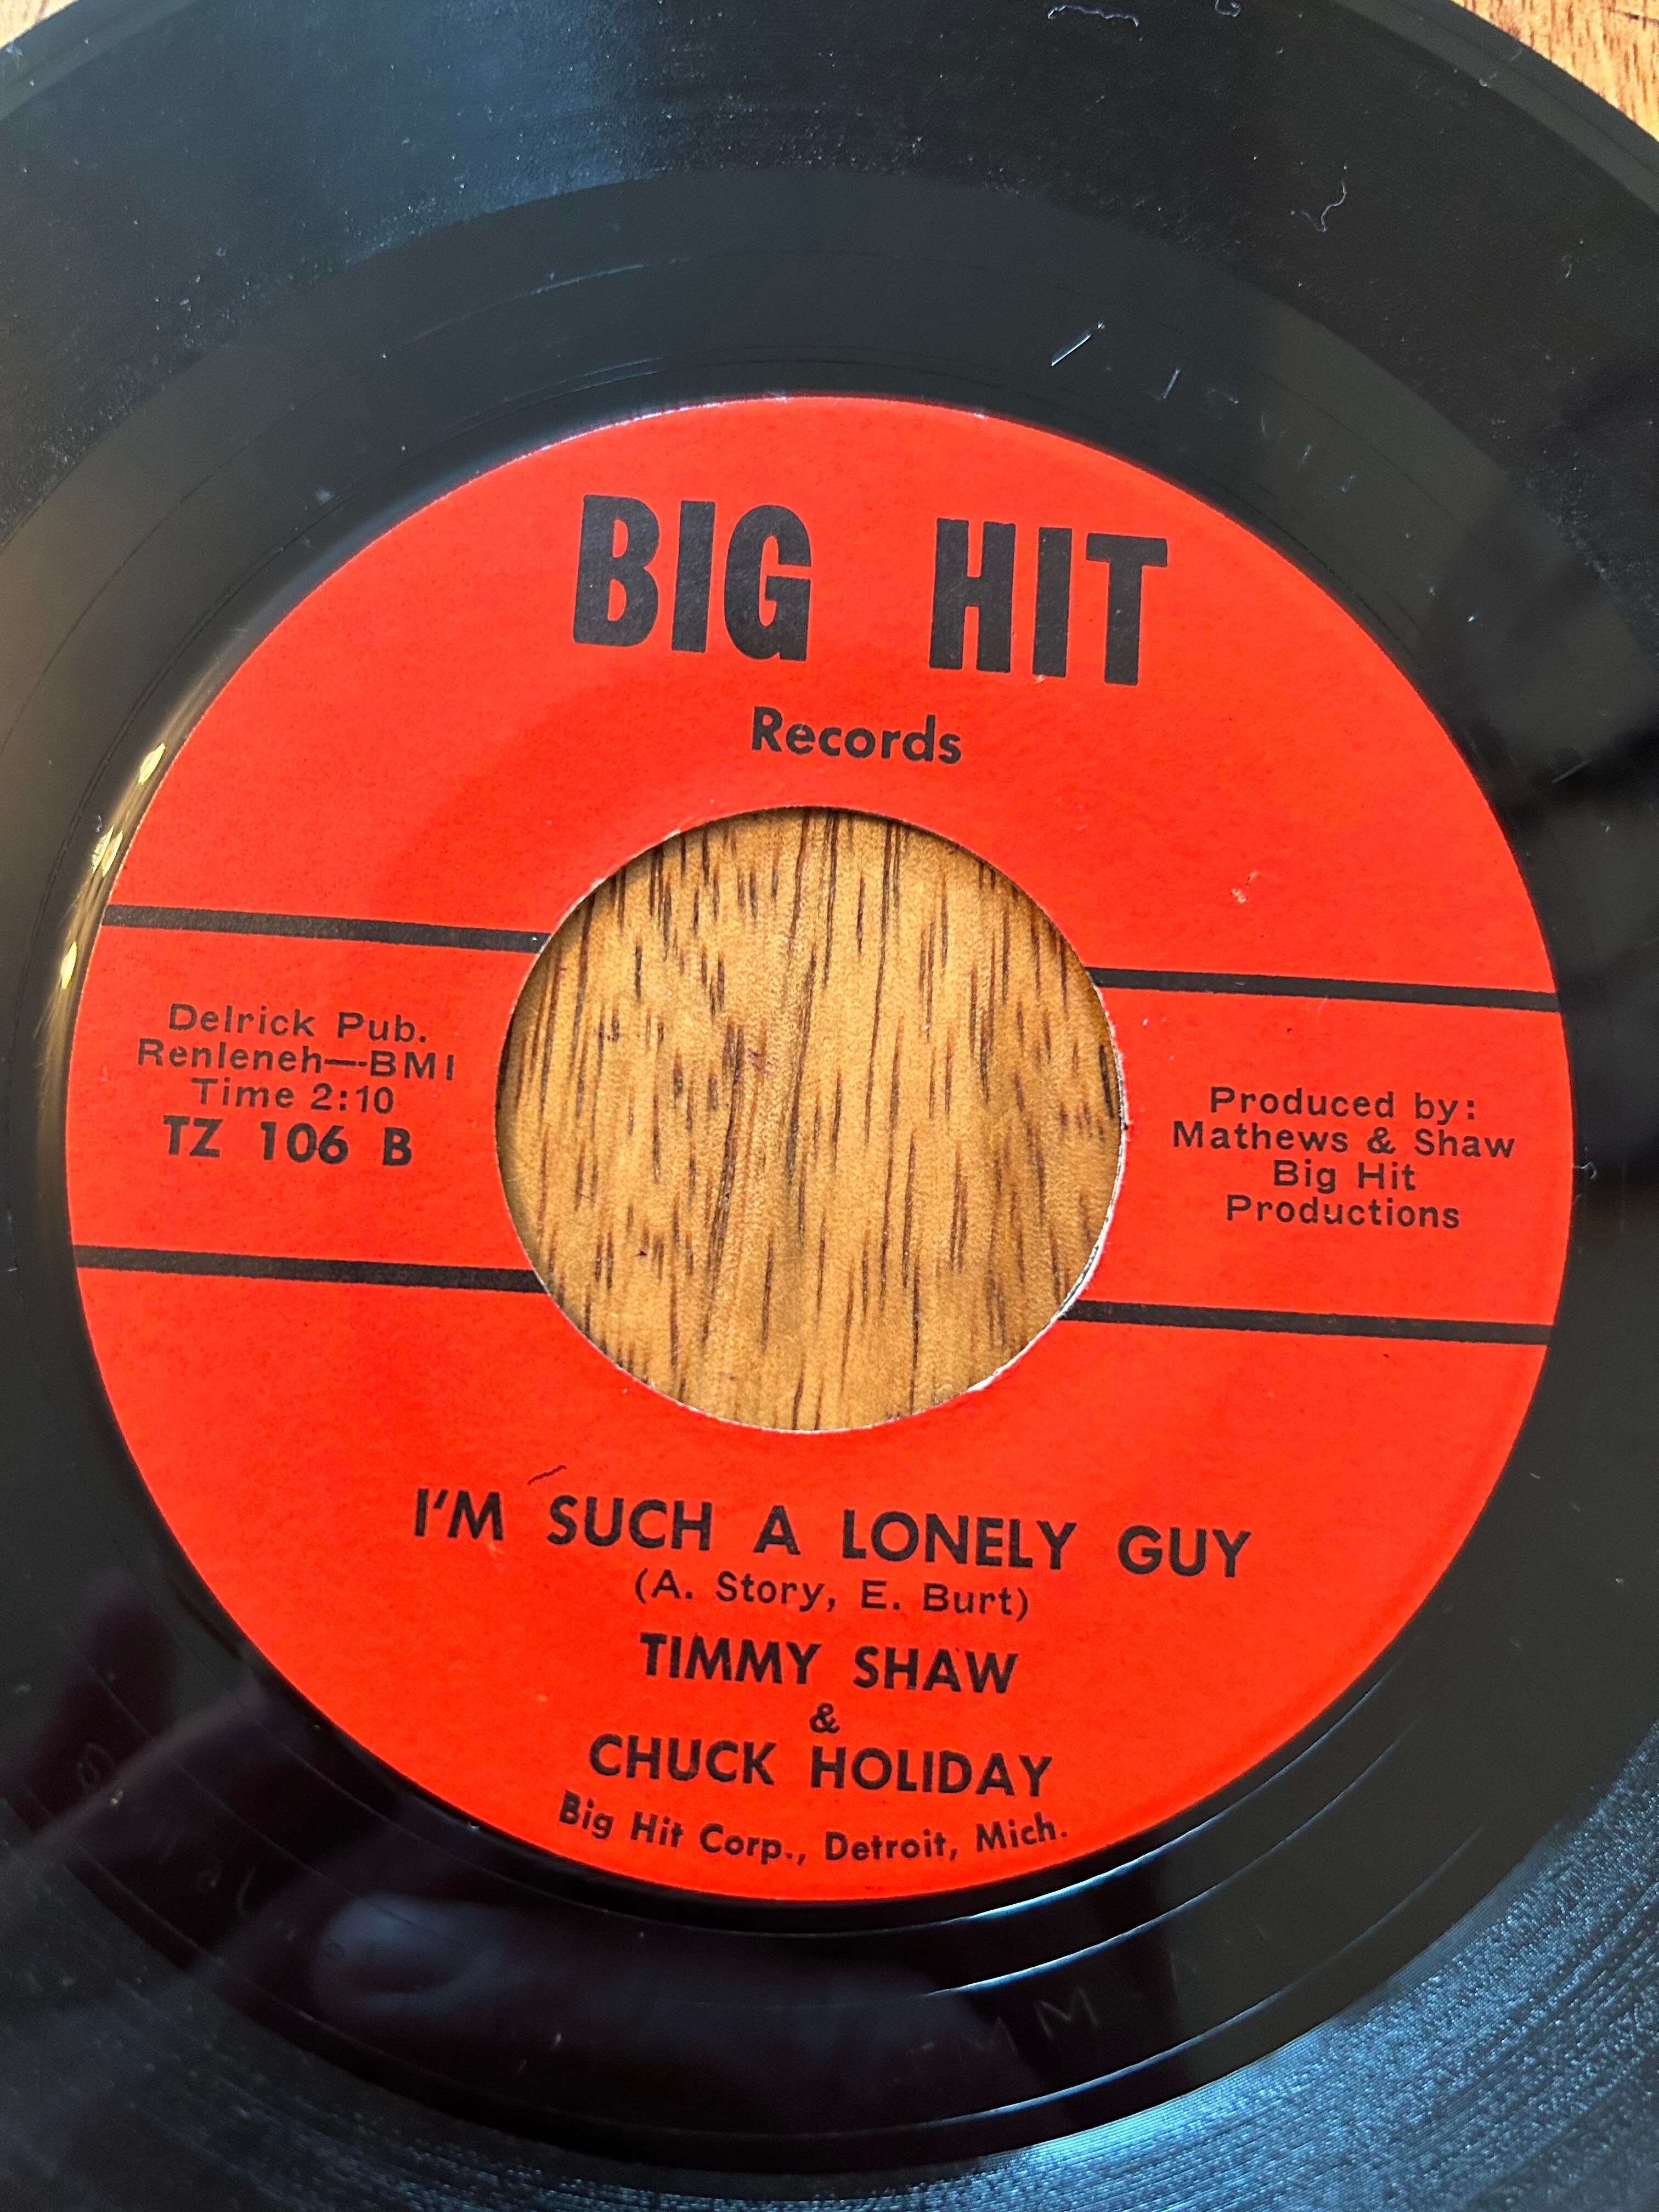 BIG HIT
Records
Delrick Pub.
Renleneh—BMI
Time 2:10
TZ 106 B
Produced by:
Mathews & Shaw
Big Hit
Productions
I'M SUCH A LONELY GUY
(A. Story, E. Burt)
TIMMY SHAW
&
CHUCK HOLIDAY
Big Hit Corp., Detroit, Mich.